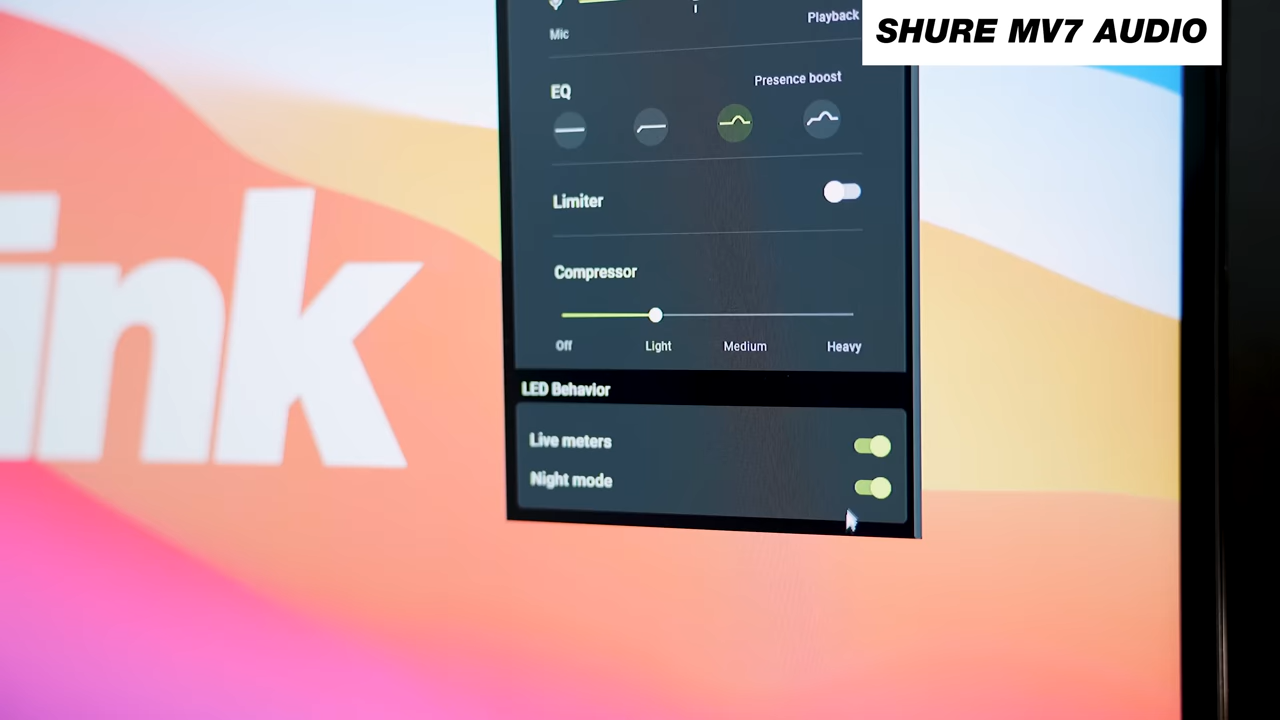 SHURE MV7 AUDIO
Playback
Mic
Presence boost
EQ
Limiter
Compressor
Off Light Medium Heavy
LED Behavior
Live meters
Night mode
ink